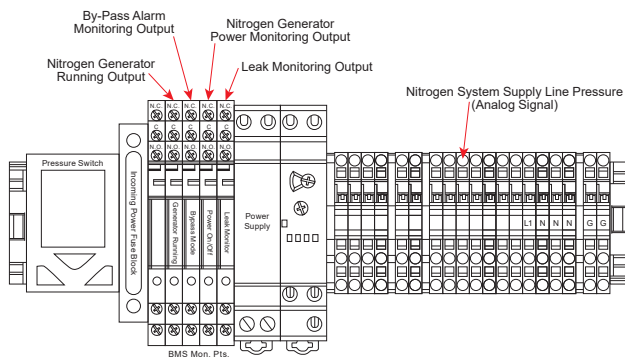 By-Pass Alarm
Monitoring Output
Nitrogen Generator
Power Monitoring Output
Nitrogen Generator
Running Output
Leak Monitoring Output
Nitrogen System Supply Line Pressure
(Analog Signal)
N.C. N.C. N.C. N.C. N.C.
C C C C C
N.O. N.O. N.O. N.O. N.O.
Pressure Switch
Incoming Power Fuse Block
Generator Running
Bypass Mode
Power On/Off
Leak Monitor
Power
Supply
L1 N N N G G
BMS Mon. Pts.